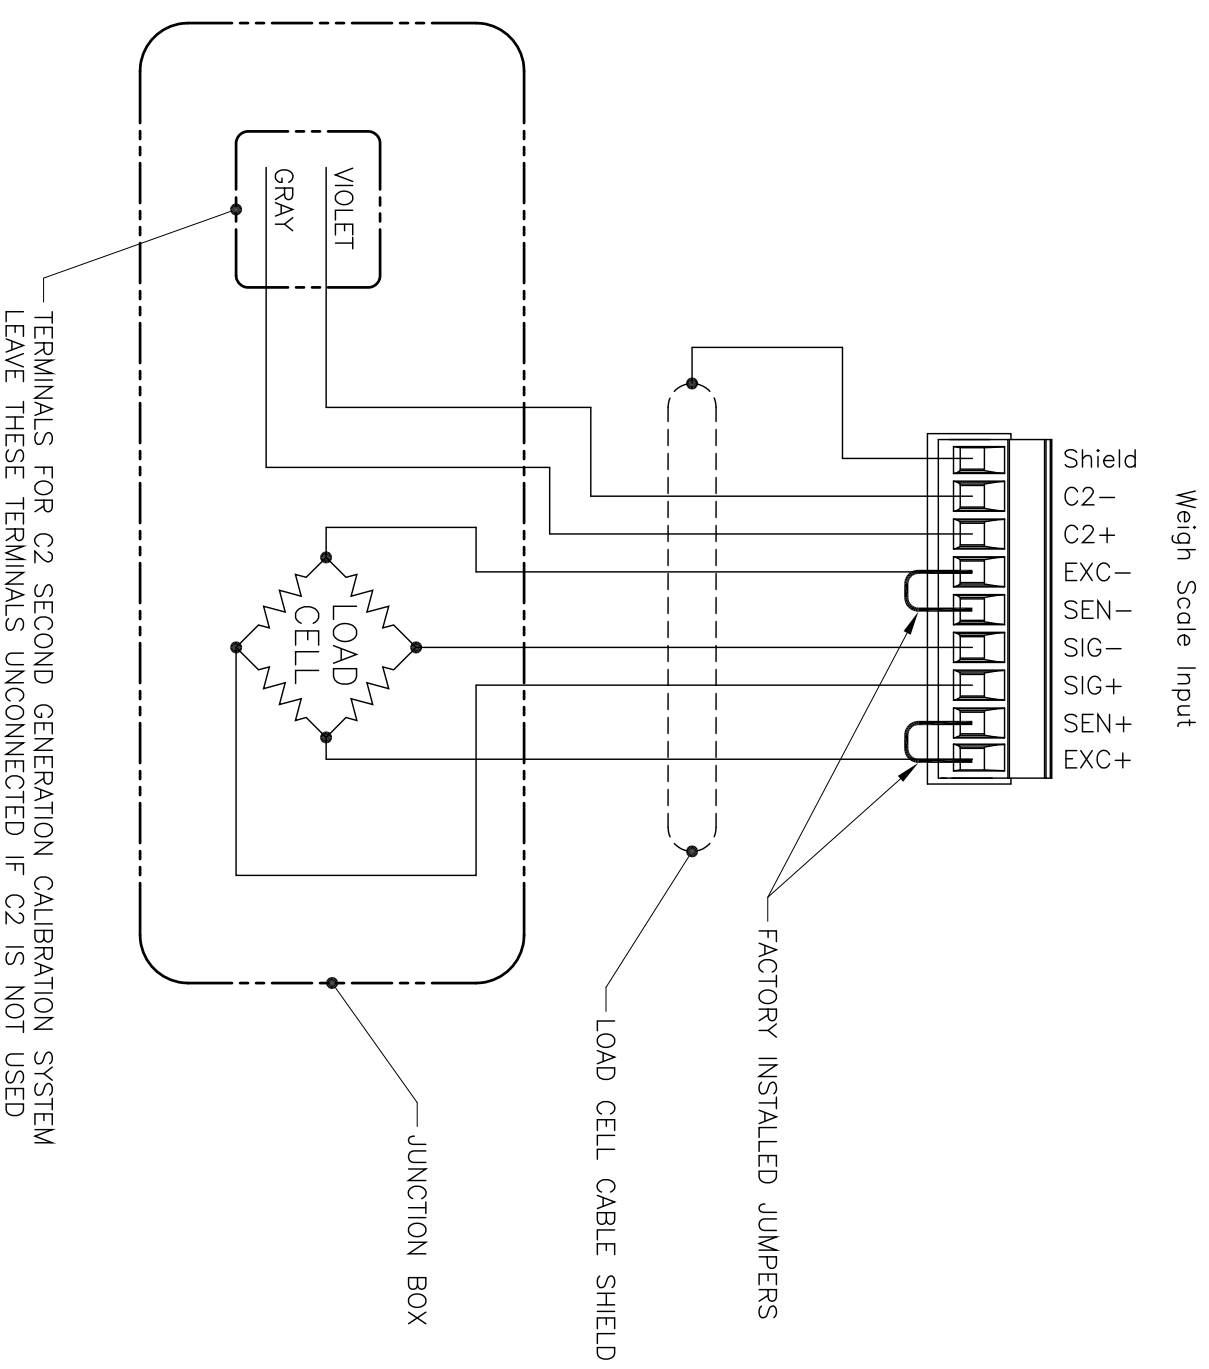 Weigh Scale Input
Shield
C2-
C2+
EXC-
SEN-
SIG-
SIG+
SEN+
EXC+
VIOLET
GRAY
LOAD
CELL
FACTORY INSTALLED JUMPERS
LOAD CELL CABLE SHIELD
JUNCTION BOX
TERMINALS FOR C2 SECOND GENERATION CALIBRATION SYSTEM
LEAVE THESE TERMINALS UNCONNECTED IF C2 IS NOT USED